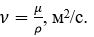 ν = μ/ρ, м²/с.